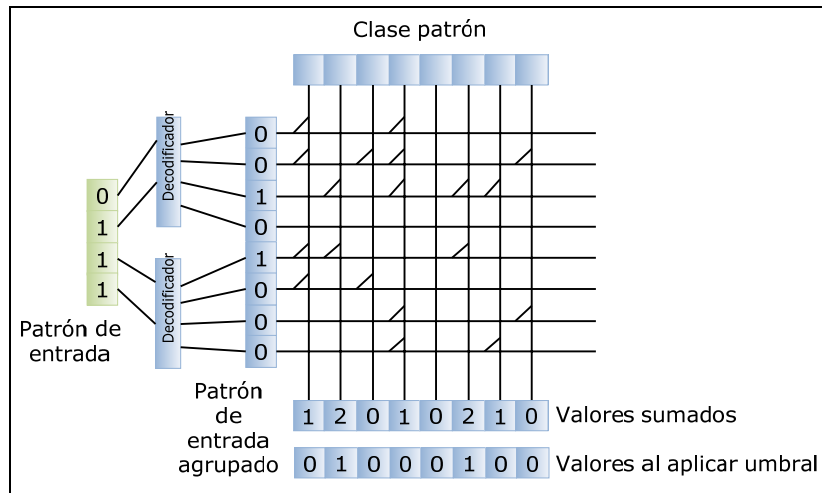 Clase patrón
Decodificador
Decodificador
0
1
1
1
Patrón de
entrada
0
0
1
0
1
0
0
0
Patrón
de
entrada
agrupado
1 2 0 1 0 2 1 0 Valores sumados
0 1 0 0 0 1 0 0 Valores al aplicar umbral